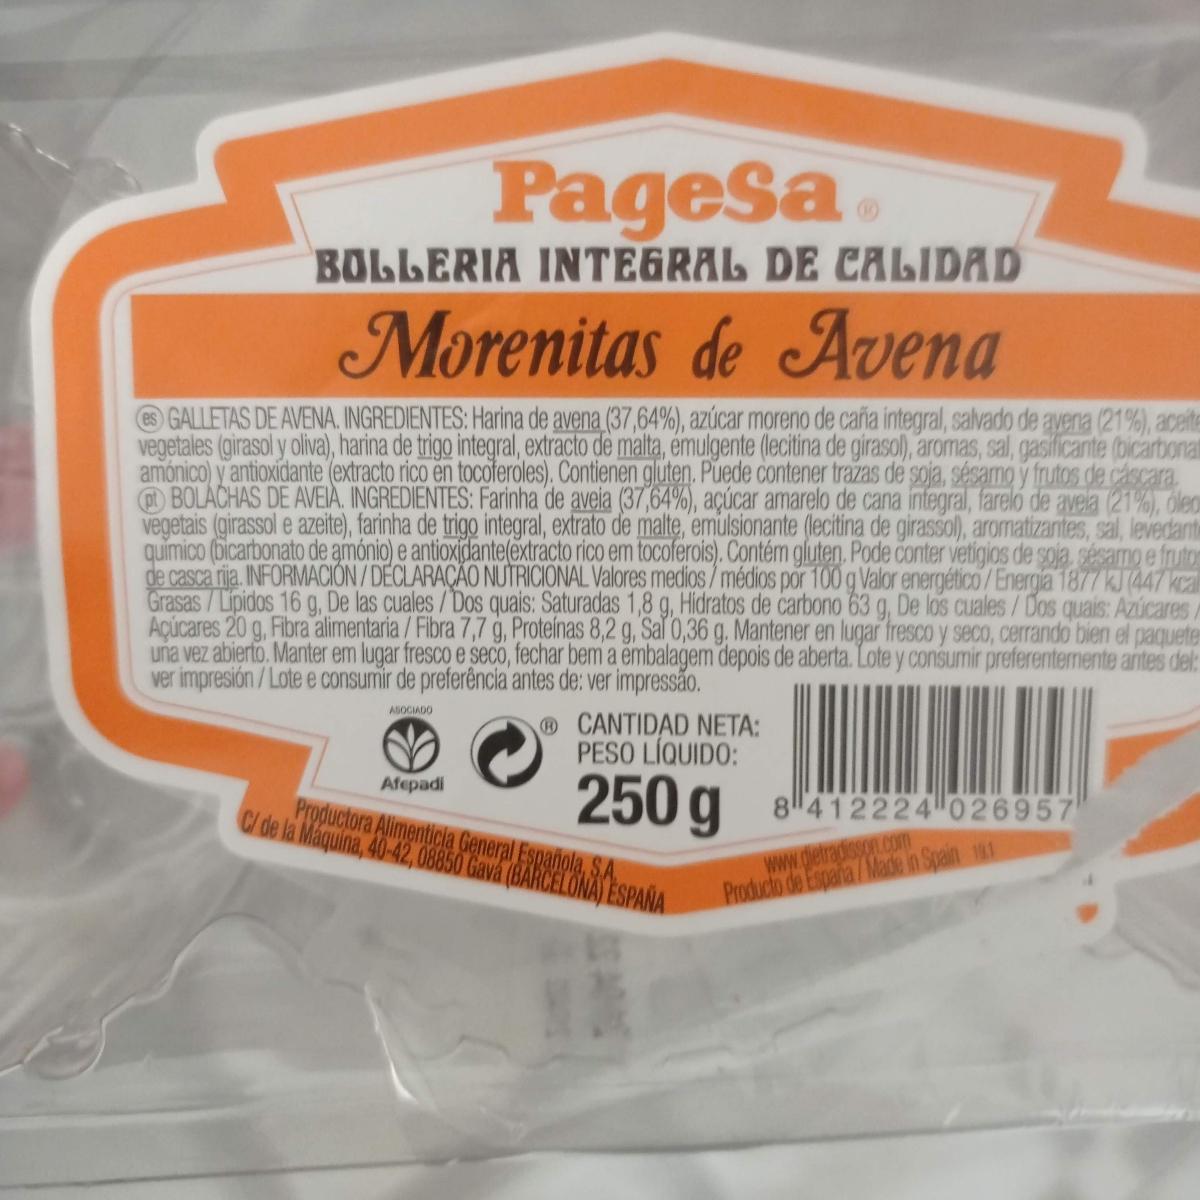 PageSa ®
BOLLERIA INTEGRAL DE CALIDAD
Morenitas de Avena
es GALLETAS DE AVENA. INGREDIENTES: Harina de avena (37,64%), azúcar moreno de caña integral, salvado de avena (21%), aceite
vegetales (girasol y oliva), harina de trigo integral, extracto de malta, emulgente (lecitina de girasol), aromas, sal, gasificante (bicarbonat
amónico) y antioxidante (extracto rico en tocoferoles). Contienen gluten. Puede contener trazas de soja, sésamo y frutos de cáscara.
pt BOLACHAS DE AVEIA. INGREDIENTES: Farinha de aveia (37,64%), açúcar amarelo de cana integral, farelo de aveia (21%), óleo
vegetais (girassol e azeite), farinha de trigo integral, extrato de malte, emulsionante (lecitina de girassol), aromatizantes, sal, levedant
químico (bicarbonato de amónio) e antioxidante(extracto rico em tocoferois). Contém gluten. Pode conter vetígios de soja, sésamo e fruto
de casca rija. INFORMACIÓN / DECLARAÇÃO NUTRICIONAL Valores medios / médios por 100 g Valor energético / Energia 1877 kJ (447 kcal
Grasas / Lípidos 16 g, De las cuales / Dos quais: Saturadas 1,8 g, Hidratos de carbono 63 g, De los cuales / Dos quais: Azúcares /
Açúcares 20 g, Fibra alimentaria / Fibra 7,7 g, Proteínas 8,2 g, Sal 0,36 g. Mantener en lugar fresco y seco, cerrando bien el paquete
una vez abierto. Manter em lugar fresco e seco, fechar bem a embalagem depois de aberta. Lote y consumir preferentemente antes del:
ver impresión / Lote e consumir de preferência antes de: ver impressão.
ASOCIADO
Afepadi
®
CANTIDAD NETA:
PESO LÍQUIDO:
250 g
8 412224 026957
Productora Alimenticia General Española, S.A.
C/ de la Máquina, 40-42, 08850 Gavà (BARCELONA) ESPAÑA
www.dietradisson.com
Producto de España / Made in Spain 19.1